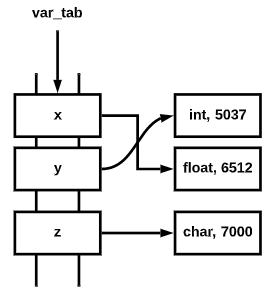 var_tab
x
int, 5037
y
float, 6512
z
char, 7000